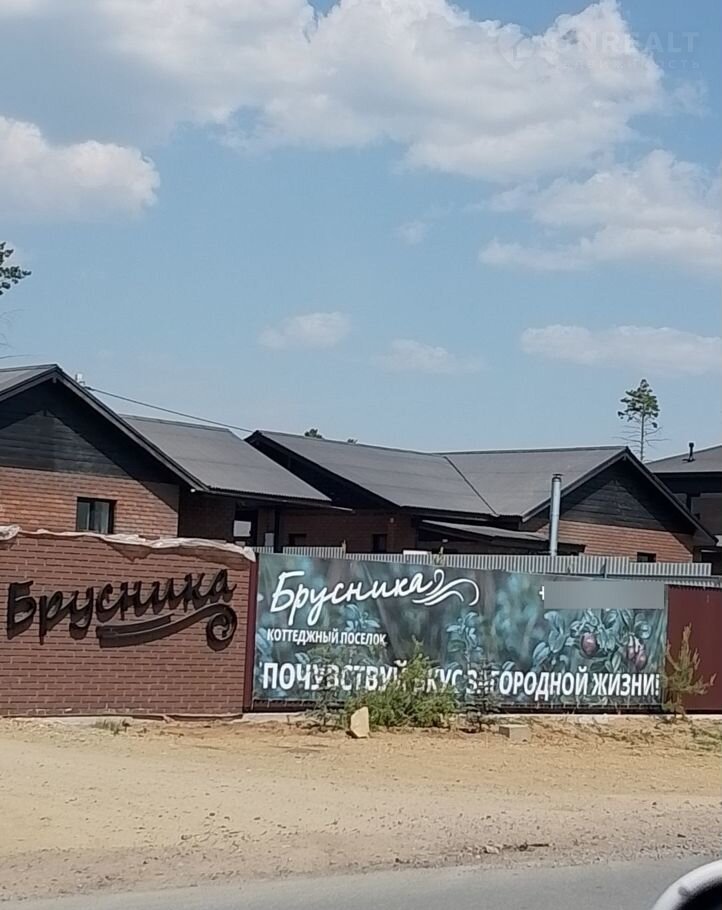 Брусника
Брусника
КОТТЕДЖНЫЙ ПОСЕЛОК
ПОЧУВСТВУЙ ВКУС ЗАГОРОДНОЙ ЖИЗНИ!